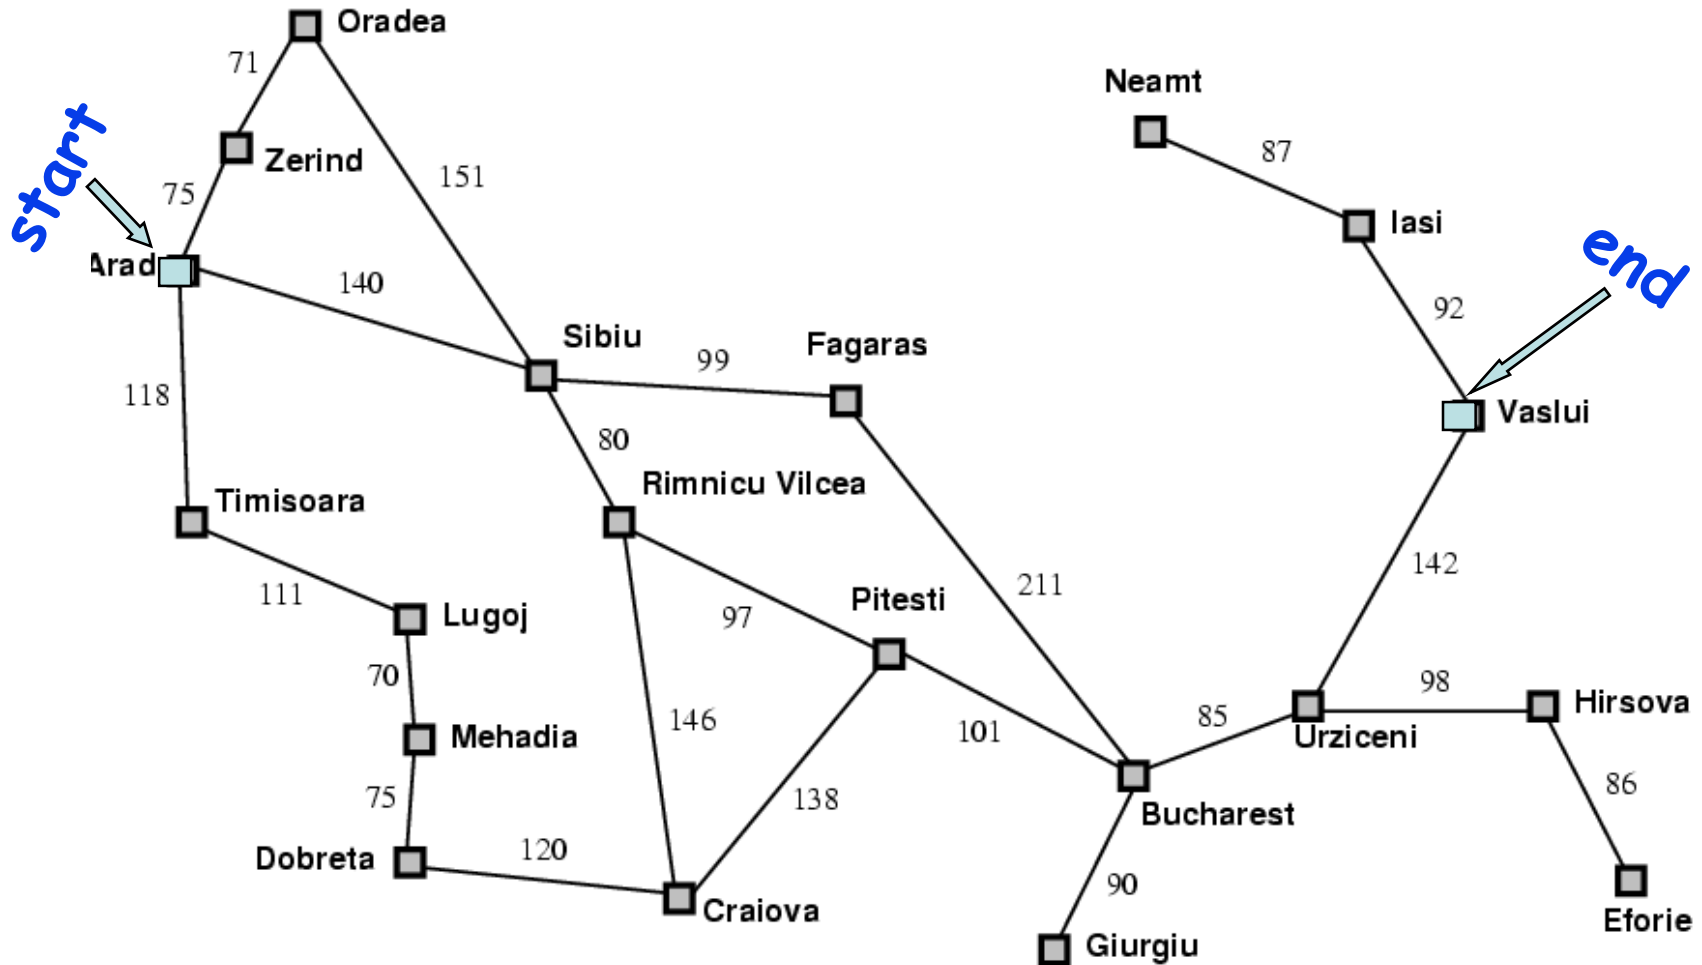 Oradea
71
Neamt
start
Zerind
87
151
75
Iasi
end
Arad
140
92
Sibiu
Fagaras
99
118
Vaslui
80
Rimnicu Vilcea
Timisoara
142
211
111
Pitesti
Lugoj
97
70
98
Hirsova
146
85
101
Urziceni
Mehadia
86
75
138
Bucharest
120
Dobreta
90
Craiova
Eforie
Giurgiu